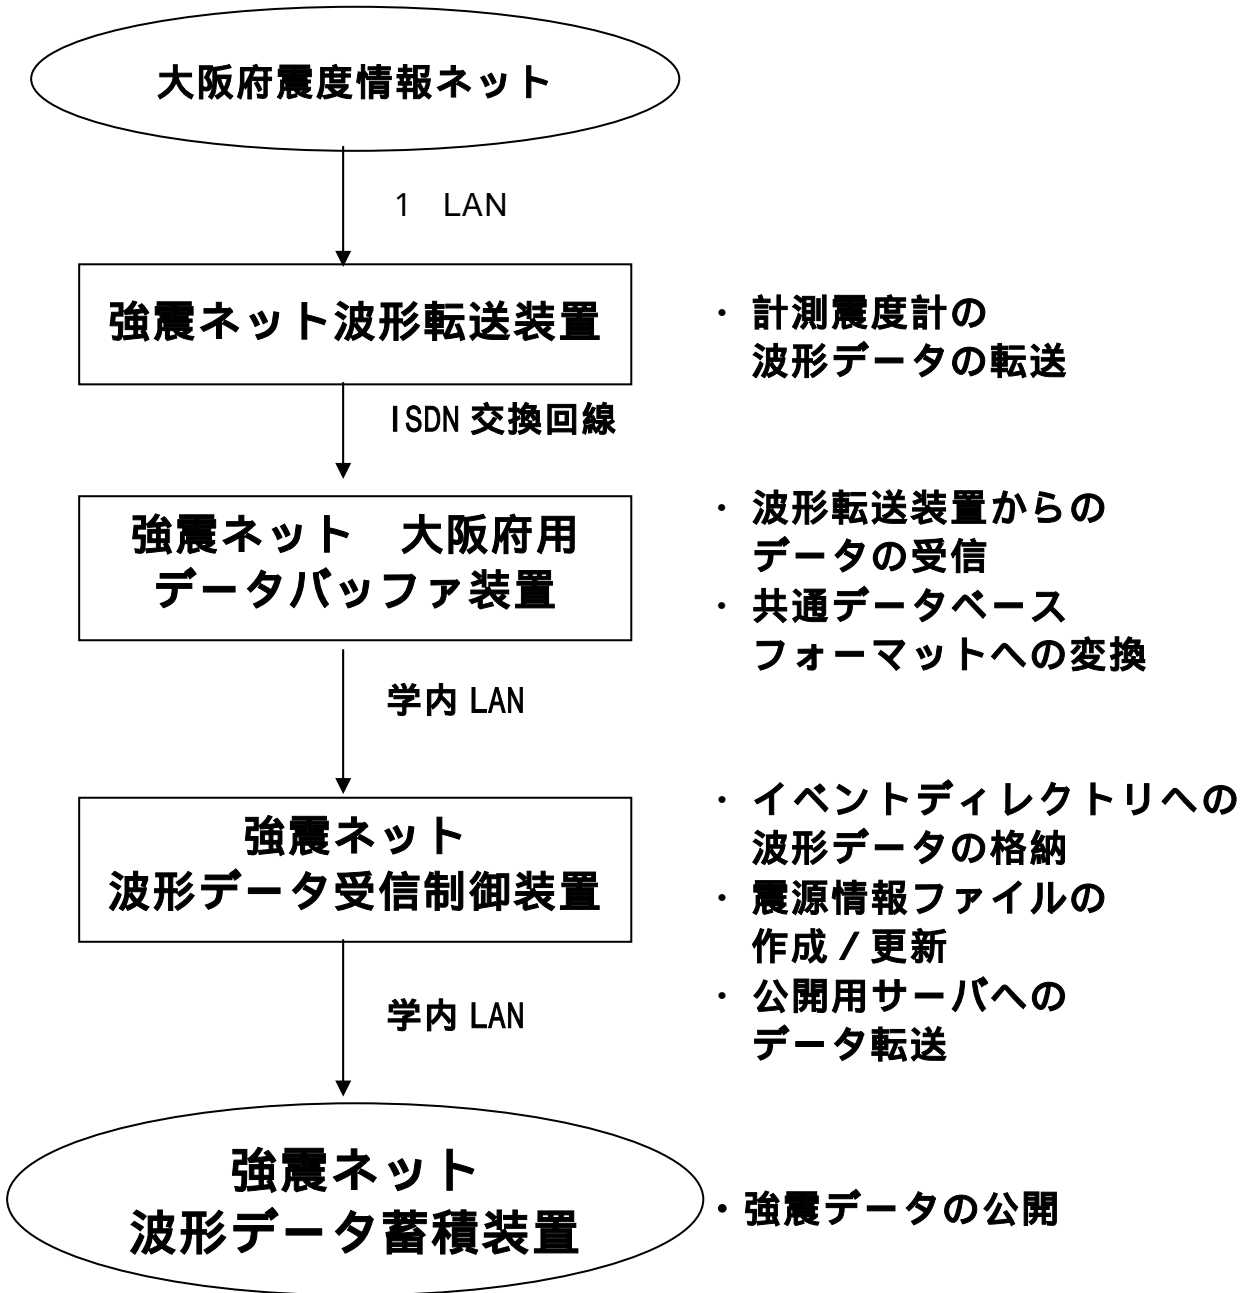 大阪府震度情報ネット
1　LAN
強震ネット波形転送装置
・ 計測震度計の
波形データの転送
ISDN 交換回線
強震ネット　大阪府用
データバッファ装置
・ 波形転送装置からの
データの受信
・ 共通データベース
フォーマットへの変換
学内 LAN
強震ネット
波形データ受信制御装置
・ イベントディレクトリへの
波形データの格納
・ 震源情報ファイルの
作成／更新
・ 公開用サーバへの
データ転送
学内 LAN
強震ネット
波形データ蓄積装置
・強震データの公開